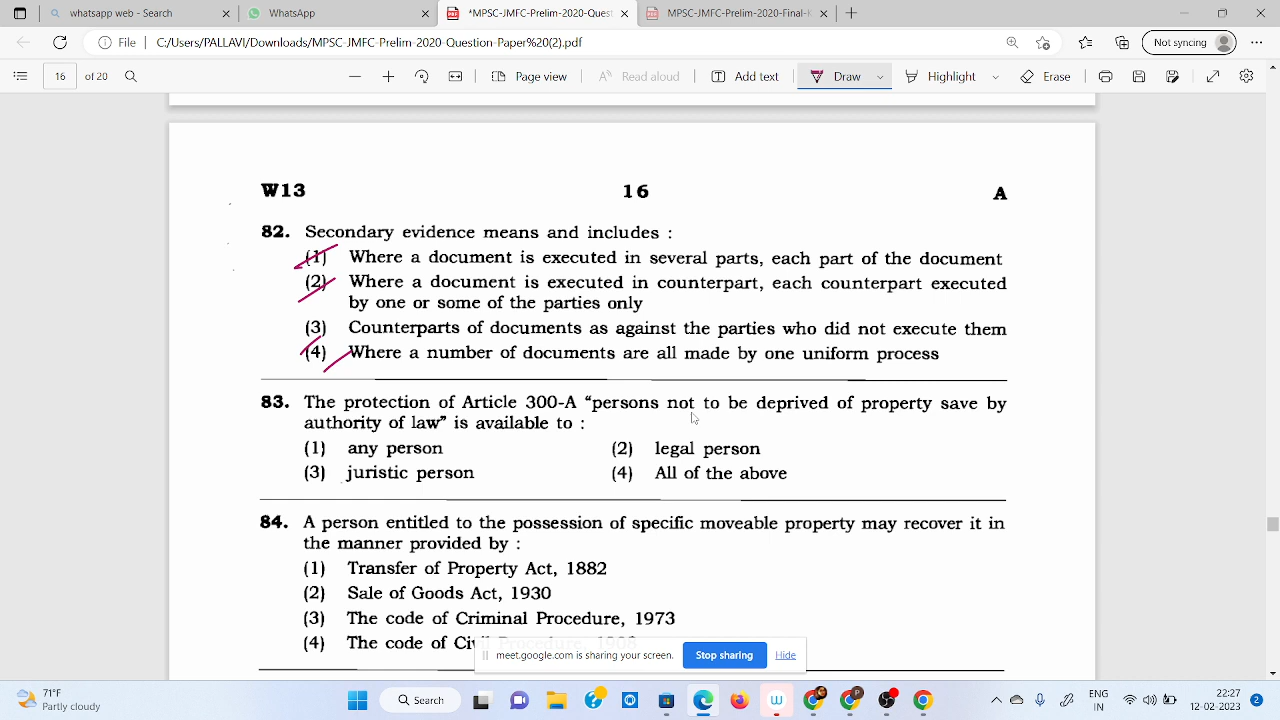 whatsapp web - Search
WhatsApp
*MPSC-JMFC-Prelim-2020-Quest
MPSC-JMFC-Prelim-2020-Final-K
File
C:/Users/PALLAVI/Downloads/MPSC-JMFC-Prelim-2020-Question-Paper%20(2).pdf
Not syncing
16 of 20
Page view
Read aloud
Add text
Draw
Highlight
Erase
W13 16 A
82. Secondary evidence means and includes :
(1) Where a document is executed in several parts, each part of the document
(2) Where a document is executed in counterpart, each counterpart executed
by one or some of the parties only
(3) Counterparts of documents as against the parties who did not execute them
(4) Where a number of documents are all made by one uniform process
83. The protection of Article 300-A “persons not to be deprived of property save by
authority of law” is available to :
(1) any person (2) legal person
(3) juristic person (4) All of the above
84. A person entitled to the possession of specific moveable property may recover it in
the manner provided by :
(1) Transfer of Property Act, 1882
(2) Sale of Goods Act, 1930
(3) The code of Criminal Procedure, 1973
(4) The code of Civil
meet.google.com is sharing your screen.
Stop sharing
Hide
71°F
Partly cloudy
Search
ENG
IN
22:27
12-02-2023
2